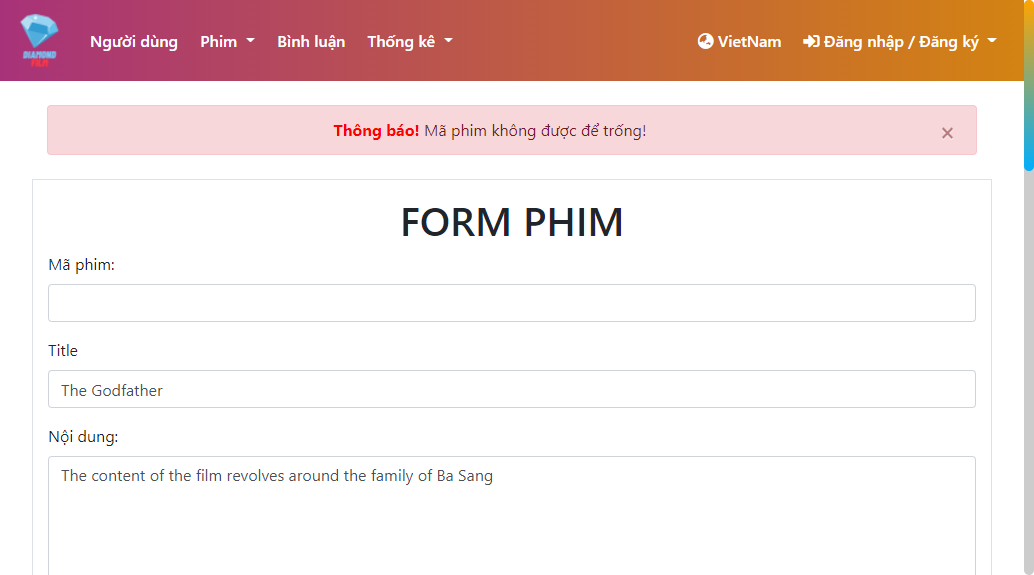 DIAMOND
FILM
Người dùng Phim Bình luận Thống kê VietNam Đăng nhập / Đăng ký
Thông báo! Mã phim không được để trống! ×
FORM PHIM
Mã phim:
Title
The Godfather
Nội dung:
The content of the film revolves around the family of Ba Sang